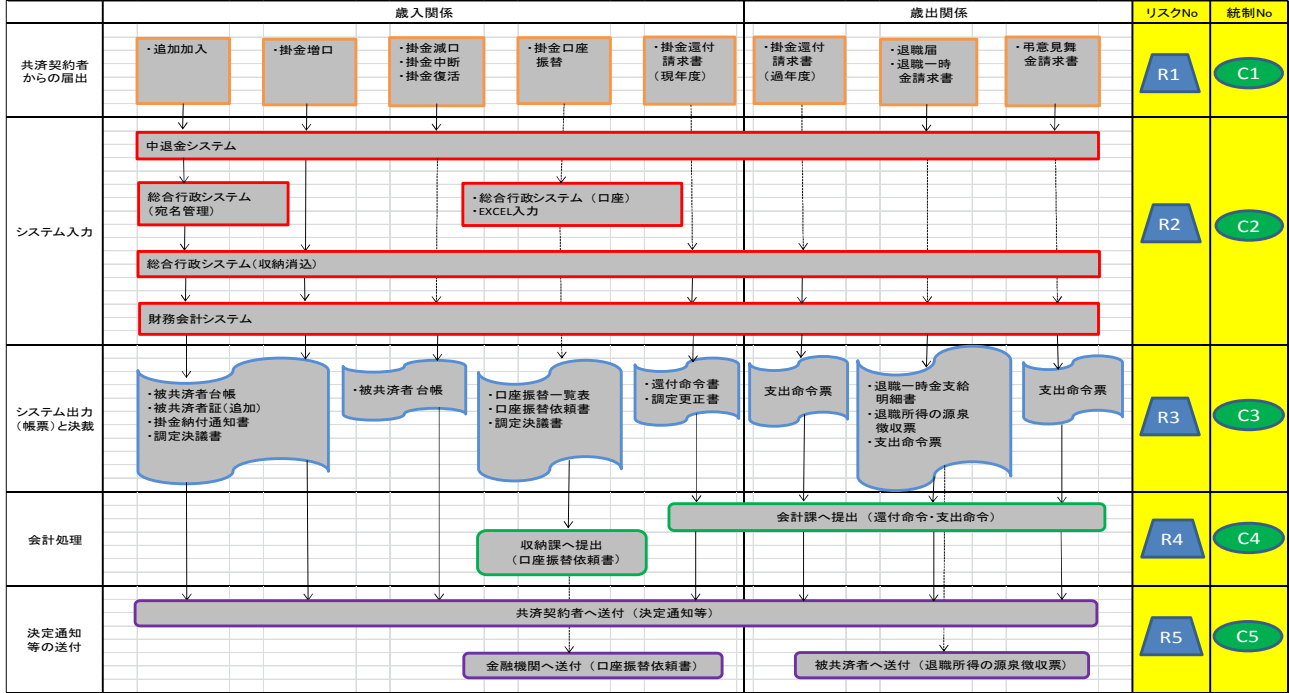 歳入関係
歳出関係
リスクNo
統制No
共済契約者
からの届出
・追加加入
・掛金増口
・掛金減口
・掛金中断
・掛金復活
・掛金口座
振替
・掛金還付
請求書
(現年度)
・掛金還付
請求書
(過年度)
・退職届
・退職一時
金請求書
・弔意見舞
金請求書
R1
C1
システム入力
中退金システム
総合行政システム
(宛名管理)
・総合行政システム (口座)
・EXCEL入力
総合行政システム(収納消込)
財務会計システム
R2
C2
システム出力
(帳票)と決裁
・被共済者台帳
・被共済者証(追加)
・掛金納付通知書
・調定決議書
・被共済者台帳
・口座振替一覧表
・口座振替依頼書
・調定決議書
・還付命令書
・調定更正書
支出命令票
・退職一時金支給
明細書
・退職所得の源泉
徴収票
・支出命令票
支出命令票
R3
C3
会計処理
会計課へ提出 (還付命令・支出命令)
収納課へ提出
(口座振替依頼書)
R4
C4
決定通知
等の送付
共済契約者へ送付 (決定通知等)
金融機関へ送付 (口座振替依頼書)
被共済者へ送付 (退職所得の源泉徴収票)
R5
C5